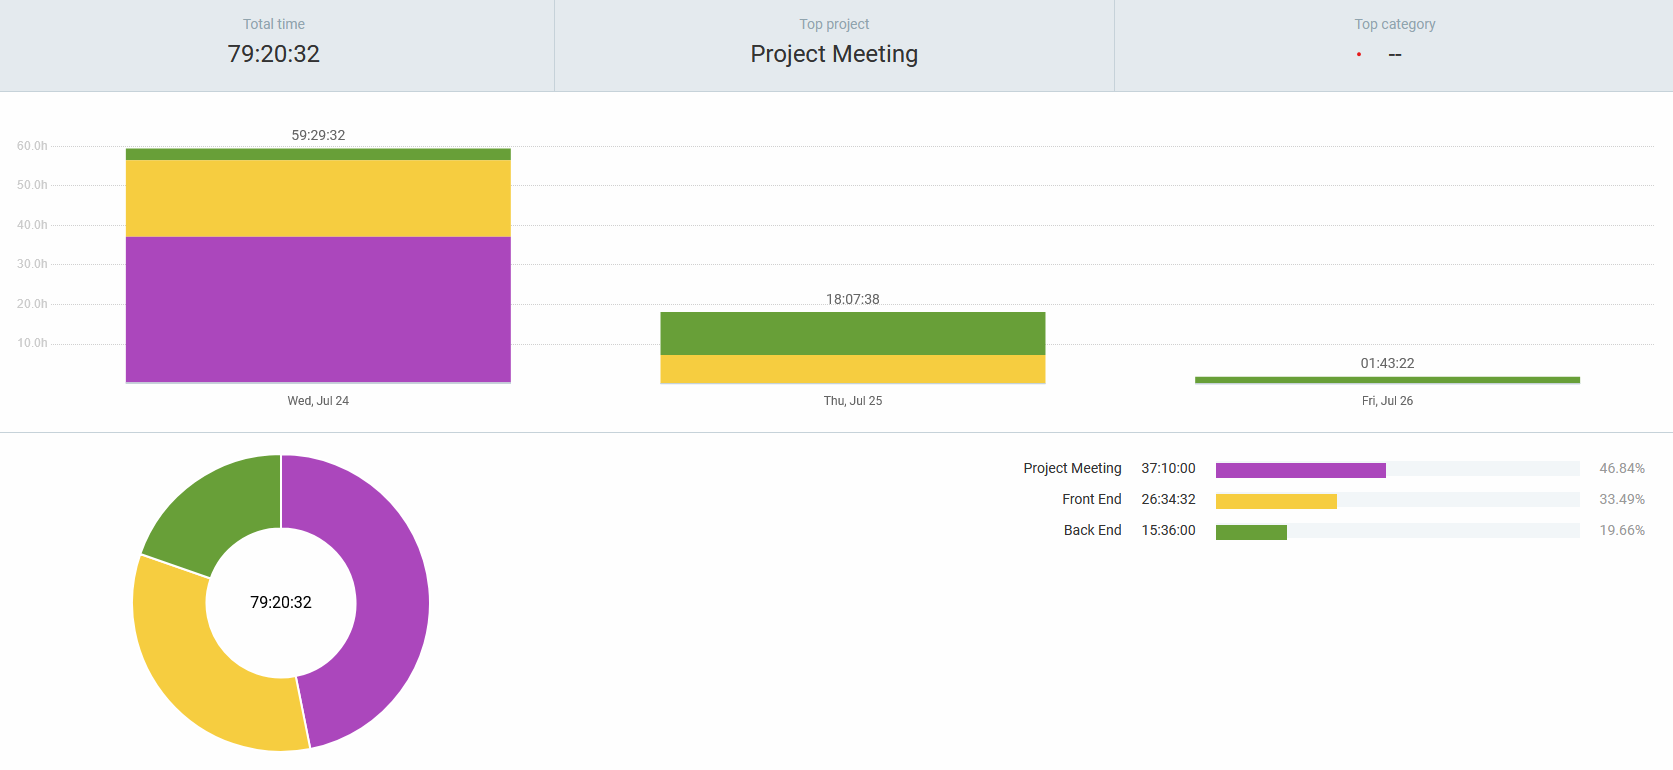 Total time
79:20:32
Top project
Project Meeting
Top category
--
60.0h
50.0h
40.0h
30.0h
20.0h
10.0h
59:29:32
18:07:38
01:43:22
Wed, Jul 24
Thu, Jul 25
Fri, Jul 26
79:20:32
Project Meeting 37:10:00 46.84%
Front End 26:34:32 33.49%
Back End 15:36:00 19.66%